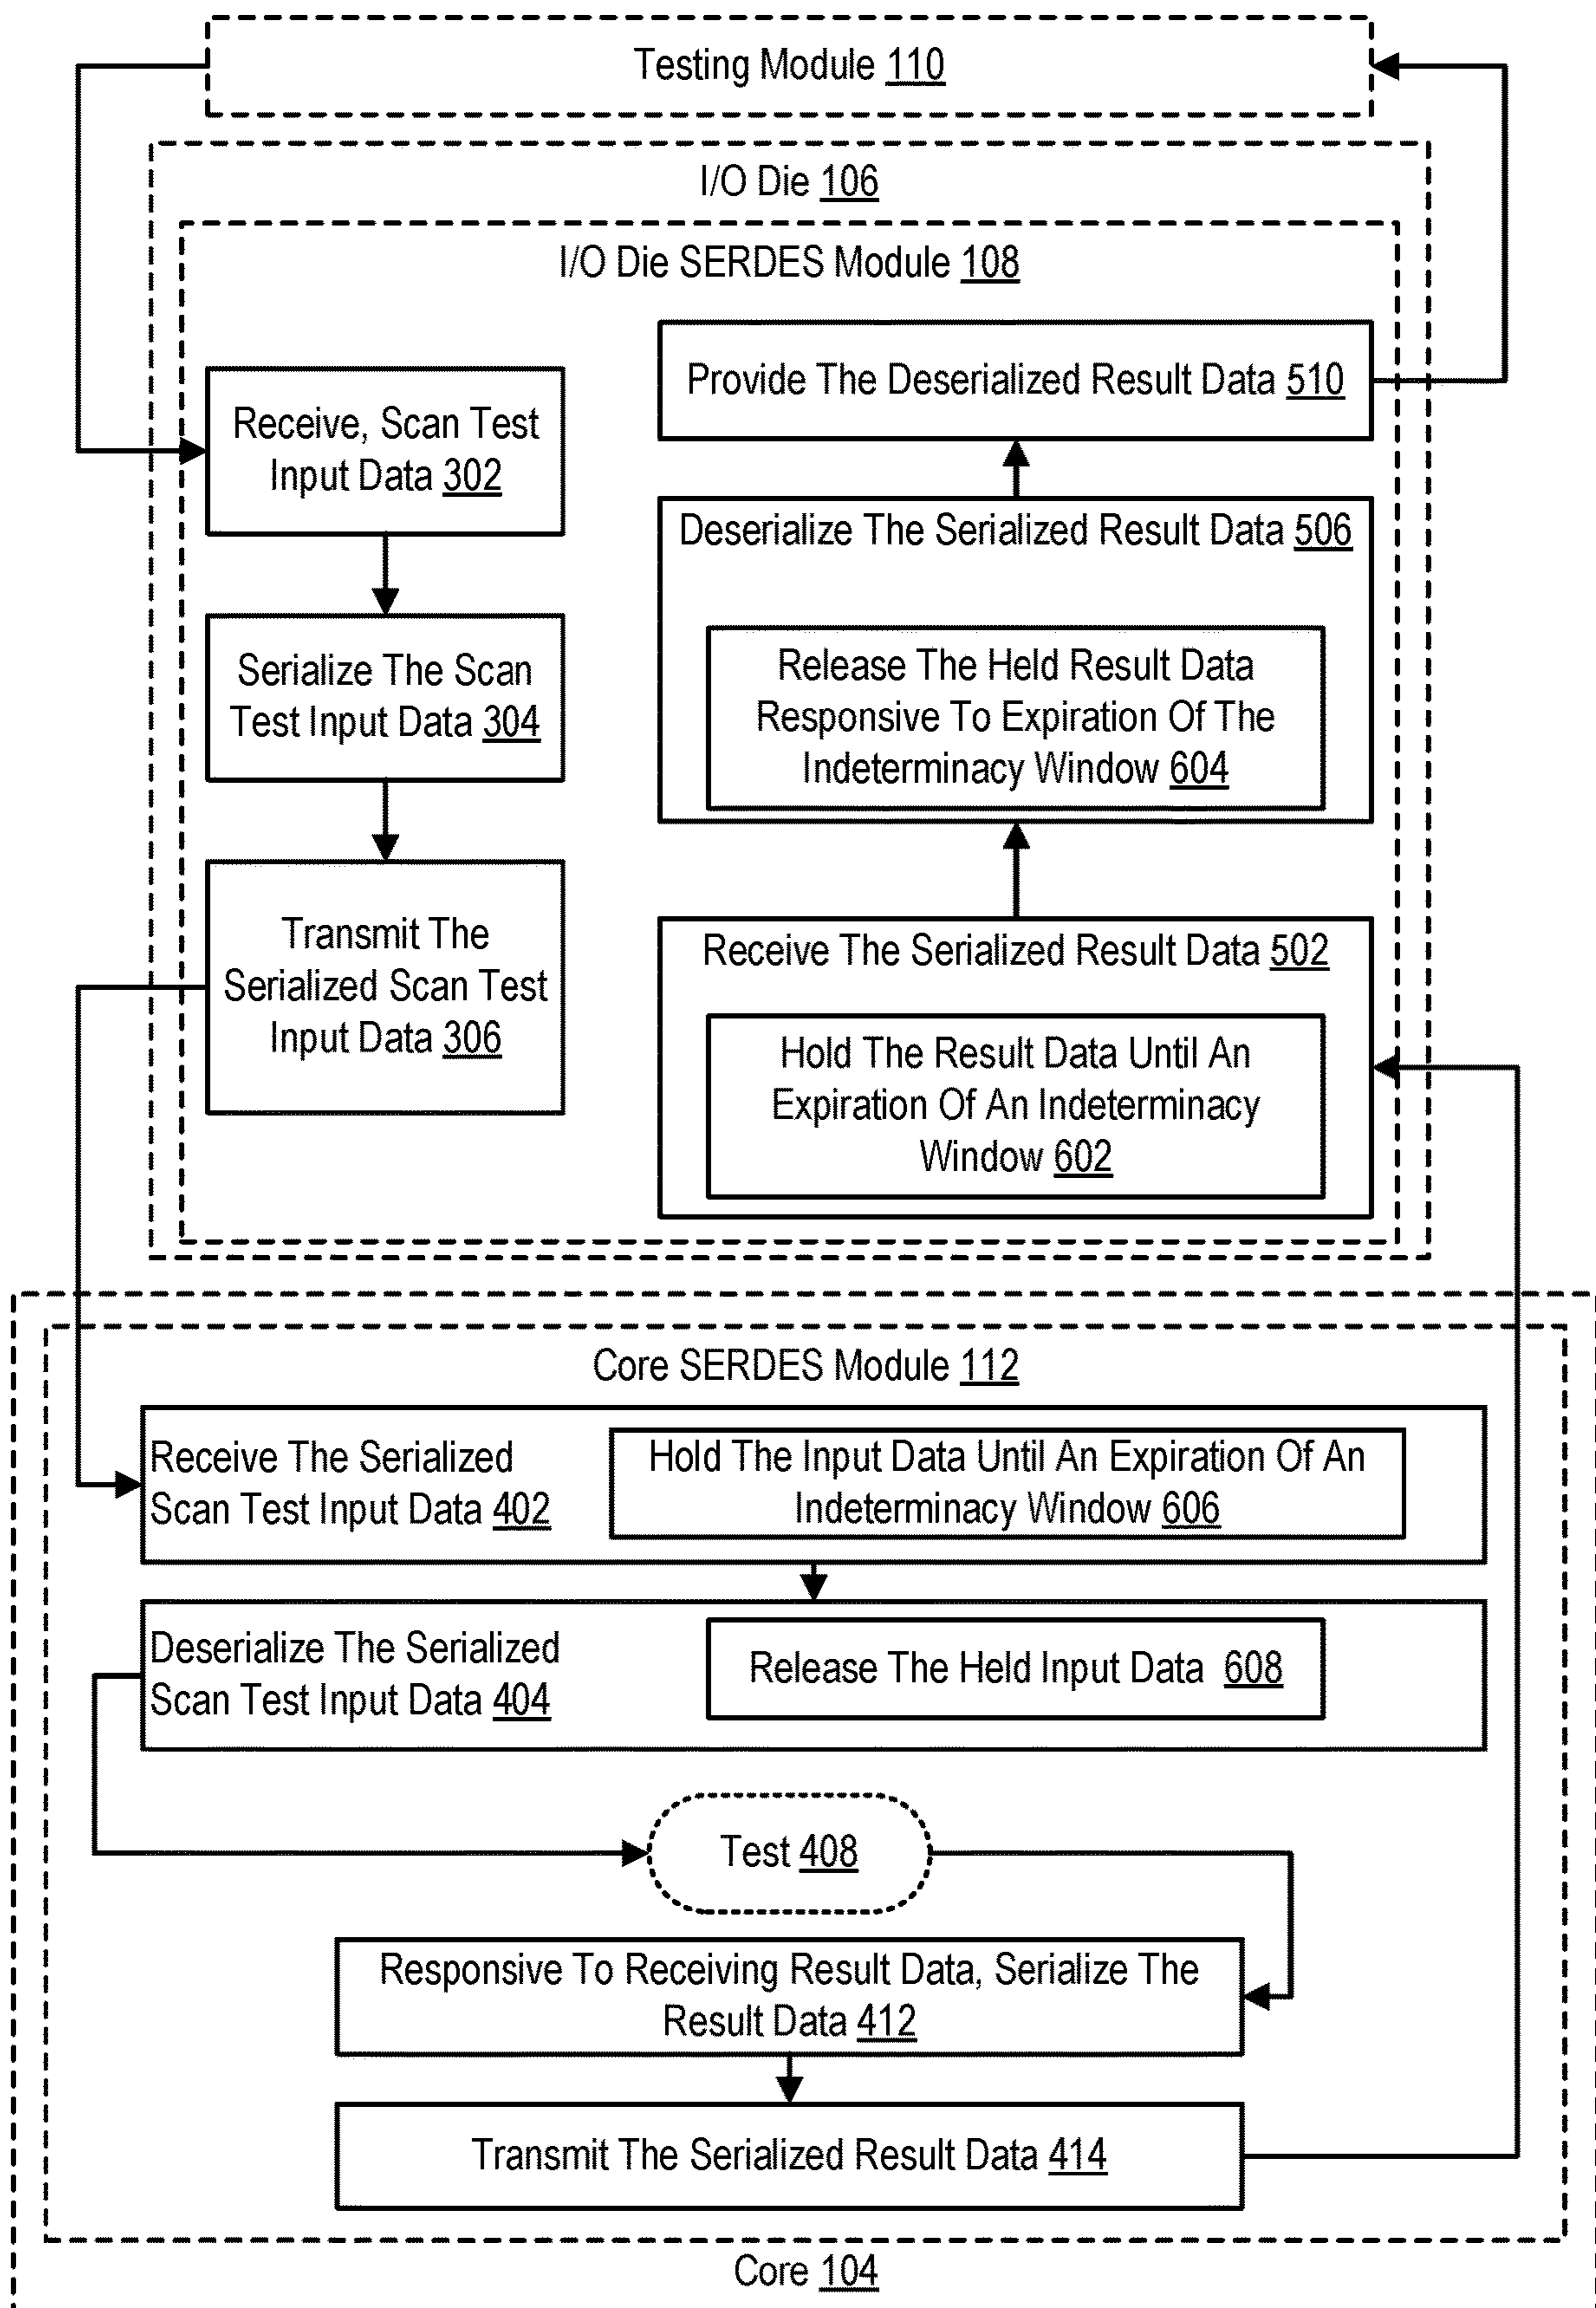 Testing Module 110
I/O Die 106
I/O Die SERDES Module 108
Receive, Scan Test
Input Data 302
Serialize The Scan
Test Input Data 304
Transmit The
Serialized Scan Test
Input Data 306
Provide The Deserialized Result Data 510
Deserialize The Serialized Result Data 506
Release The Held Result Data
Responsive To Expiration Of The
Indeterminacy Window 604
Receive The Serialized Result Data 502
Hold The Result Data Until An
Expiration Of An Indeterminacy
Window 602
Core SERDES Module 112
Receive The Serialized
Scan Test Input Data 402
Hold The Input Data Until An Expiration Of An
Indeterminacy Window 606
Deserialize The Serialized
Scan Test Input Data 404
Release The Held Input Data 608
Test 408
Responsive To Receiving Result Data, Serialize The
Result Data 412
Transmit The Serialized Result Data 414
Core 104